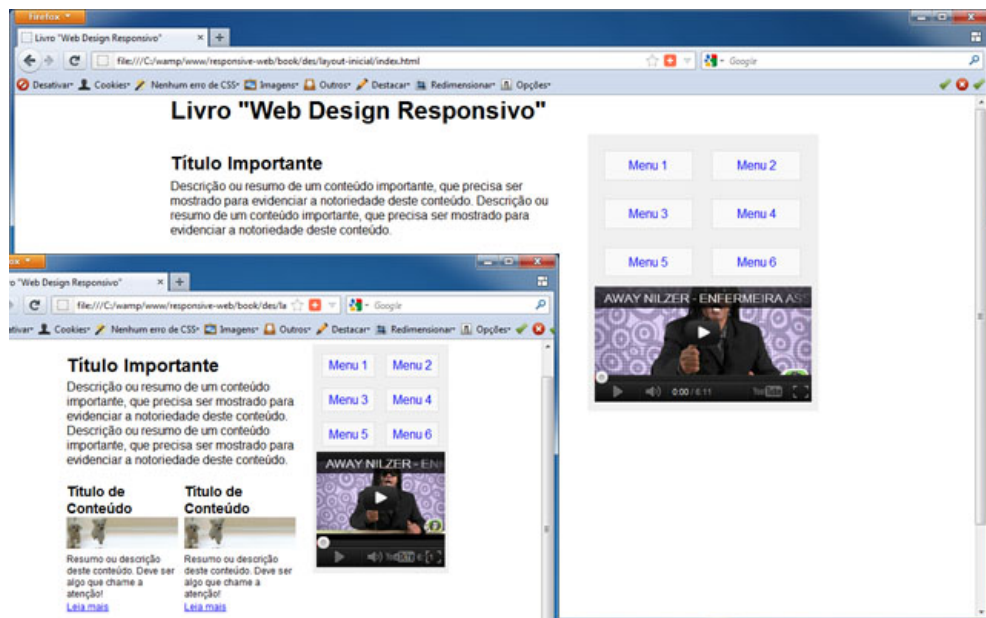 Firefox
Livro "Web Design Responsivo"
file:///C:/wamp/www/responsive-web/book/des/layout-inicial/index.html
Google
Desativar Cookies Nenhum erro de CSS Imagens Outros Destacar Redimensionar Opções
Livro "Web Design Responsivo"
Título Importante
Descrição ou resumo de um conteúdo importante, que precisa ser
mostrado para evidenciar a notoriedade deste conteúdo. Descrição ou
resumo de um conteúdo importante, que precisa ser mostrado para
evidenciar a notoriedade deste conteúdo.
Menu 1 Menu 2
Menu 3 Menu 4
Menu 5 Menu 6
AWAY NILZER - ENFERMEIRA AS
0:00 / 6:11 YouTube
ox
o "Web Design Responsivo"
file:///C:/wamp/www/responsive-web/book/des/la
Google
ativar Cookies Nenhum erro de CSS Imagens Outros Destacar Redimensionar Opções
Título Importante
Descrição ou resumo de um conteúdo
importante, que precisa ser mostrado para
evidenciar a notoriedade deste conteúdo.
Descrição ou resumo de um conteúdo
importante, que precisa ser mostrado para
evidenciar a notoriedade deste conteúdo.
Menu 1 Menu 2
Menu 3 Menu 4
Menu 5 Menu 6
AWAY NILZER - EN
Título de
Conteúdo
Resumo ou descrição
deste conteúdo. Deve ser
algo que chame a
atenção!
Leia mais
Título de
Conteúdo
Resumo ou descrição
deste conteúdo. Deve ser
algo que chame a
atenção!
Leia mais